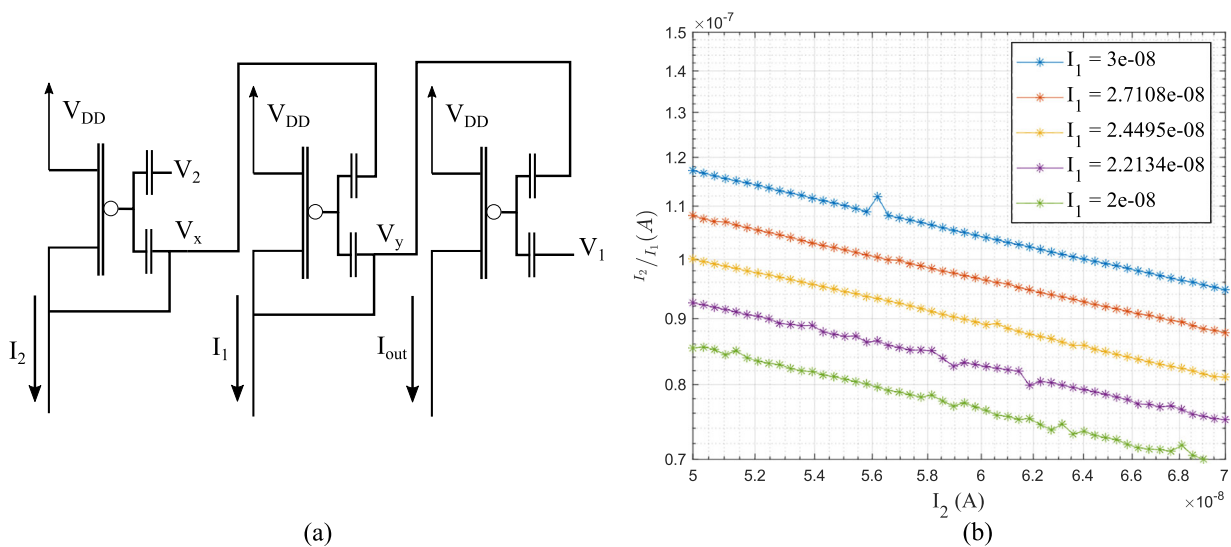 V_DD
V_2
V_x
I_2
V_DD
V_y
I_1
V_DD
V_1
I_out
(a)
×10^-7
1.5
1.4
1.3
1.2
1.1
1
0.9
0.8
0.7
I_2/I_1 (A)
I_1 = 3e-08
I_1 = 2.7108e-08
I_1 = 2.4495e-08
I_1 = 2.2134e-08
I_1 = 2e-08
5 5.2 5.4 5.6 5.8 6 6.2 6.4 6.6 6.8 7
I_2 (A)
×10^-8
(b)